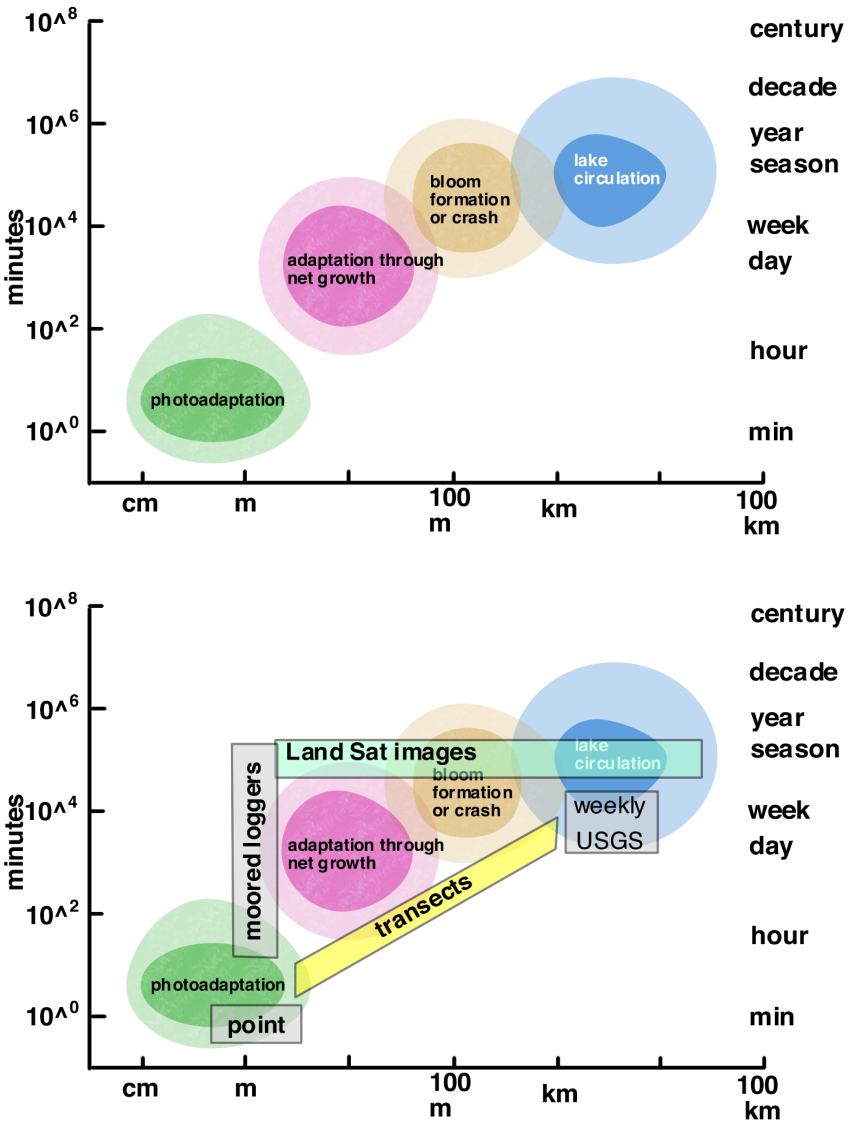 10^8
century
decade
10^6
year
lake
season
circulation
bloom
formation
or crash
10^4
week
adaptation through
day
net growth
minutes
10^2
hour
photoadaptation
10^0
min
cm
m
100
m
km
100
km
10^8
century
decade
10^6
year
Land Sat images
lake
season
circulation
bloom
formation
or crash
10^4
weekly
week
USGS
day
adaptation through
net growth
minutes
moored loggers
transects
10^2
hour
photoadaptation
10^0
point
min
cm
m
100
m
km
100
km